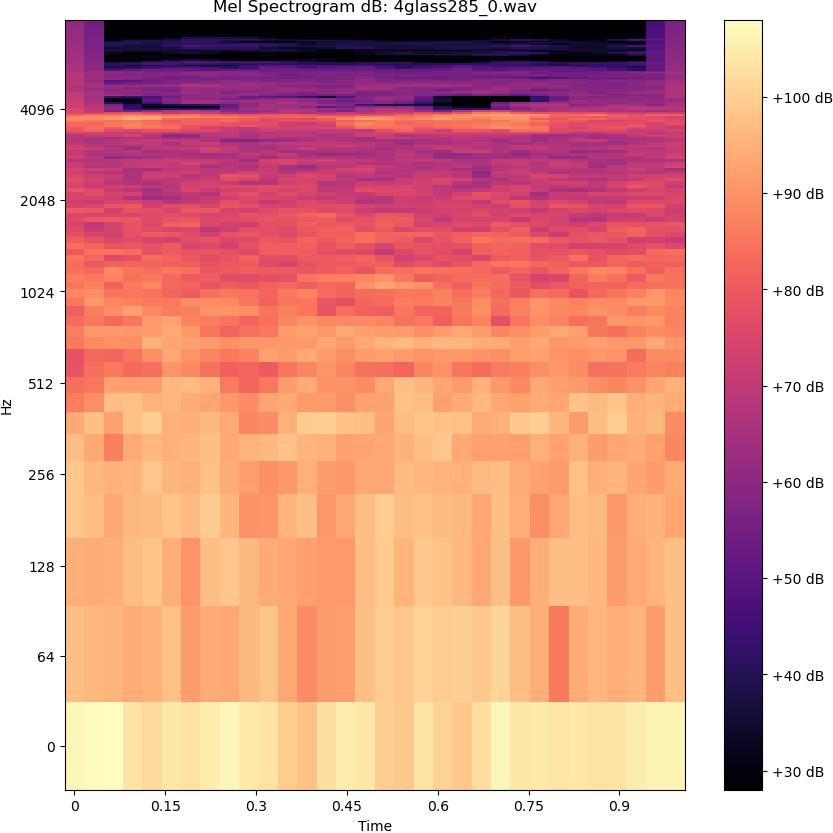 Mel Spectrogram dB: 4glass285_0.wav
Hz
4096
2048
1024
512
256
128
64
0
0 0.15 0.3 0.45 0.6 0.75 0.9
Time
+100 dB
+90 dB
+80 dB
+70 dB
+60 dB
+50 dB
+40 dB
+30 dB